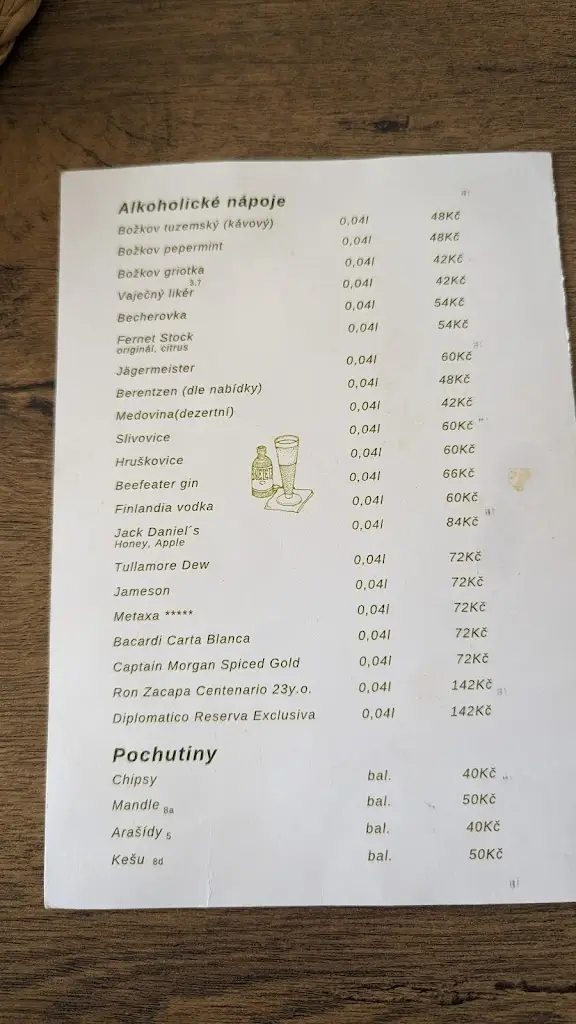 Alkoholické nápoje
Božkov tuzemský (kávový) 0,04l 48Kč
Božkov pepermint 0,04l 48Kč
Božkov griotka 0,04l 42Kč
Vaječný likér 3,7 0,04l 42Kč
Becherovka 0,04l 54Kč
Fernet Stock 0,04l 54Kč
originál, citrus
Jägermeister 0,04l 60Kč
Berentzen (dle nabídky) 0,04l 48Kč
Medovina(dezertní) 0,04l 42Kč
Slivovice 0,04l 60Kč
Hruškovice 0,04l 60Kč
Beefeater gin 0,04l 66Kč
Finlandia vodka 0,04l 60Kč
Jack Daniel´s 0,04l 84Kč
Honey, Apple
Tullamore Dew 0,04l 72Kč
Jameson 0,04l 72Kč
Metaxa ***** 0,04l 72Kč
Bacardi Carta Blanca 0,04l 72Kč
Captain Morgan Spiced Gold 0,04l 72Kč
Ron Zacapa Centenario 23y.o. 0,04l 142Kč
Diplomatico Reserva Exclusiva 0,04l 142Kč
Pochutiny
Chipsy bal. 40Kč
Mandle 8a bal. 50Kč
Arašídy 5 bal. 40Kč
Kešu 8d bal. 50Kč